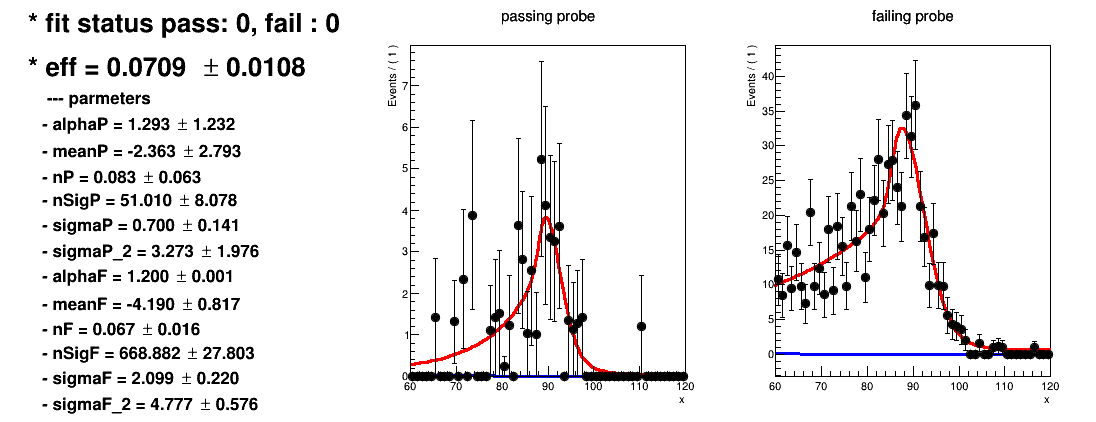 * fit status pass: 0, fail : 0
* eff = 0.0709 ± 0.0108
--- parmeters
- alphaP = 1.293 ± 1.232
- meanP = -2.363 ± 2.793
- nP = 0.083 ± 0.063
- nSigP = 51.010 ± 8.078
- sigmaP = 0.700 ± 0.141
- sigmaP_2 = 3.273 ± 1.976
- alphaF = 1.200 ± 0.001
- meanF = -4.190 ± 0.817
- nF = 0.067 ± 0.016
- nSigF = 668.882 ± 27.803
- sigmaF = 2.099 ± 0.220
- sigmaF_2 = 4.777 ± 0.576
passing probe
Events / ( 1 )
7
6
5
4
3
2
1
0
60 70 80 90 100 110 120
x
failing probe
Events / ( 1 )
40
35
30
25
20
15
10
5
0
60 70 80 90 100 110 120
x